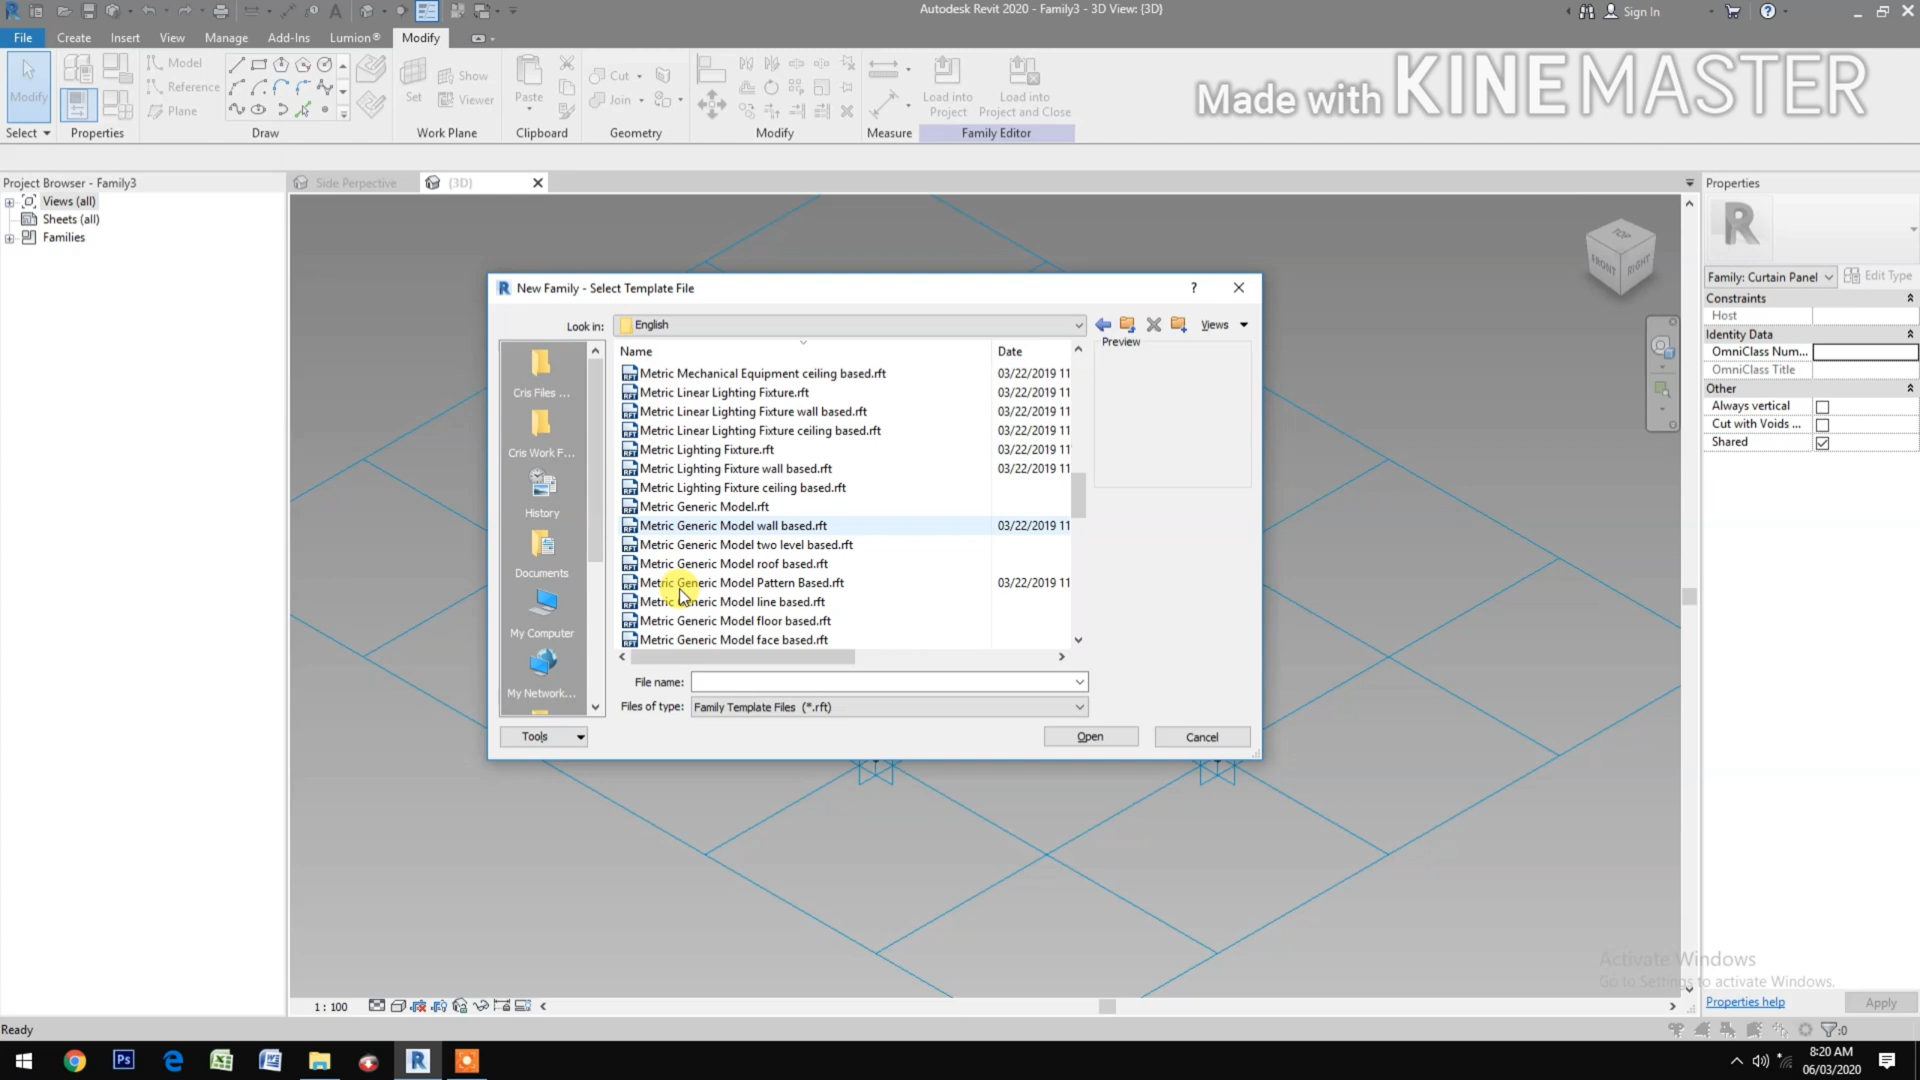 Autodesk Revit 2020 - Family3 - 3D View: {3D}
Sign In
File
Create
Insert
View
Manage
Add-Ins
Lumion®
Modify
Modify
Model
Reference
Plane
Set
Show
Viewer
Paste
Cut
Join
Load into
Project
Load into
Project and Close
Made with KINEMASTER
Select
Properties
Draw
Work Plane
Clipboard
Geometry
Modify
Measure
Family Editor
Project Browser - Family3
Side Perpective
{3D}
Properties
Views (all)
Sheets (all)
Families
TOP
FRONT
RIGHT
R
Family: Curtain Panel
Edit Type
Constraints
Host
Identity Data
OmniClass Num...
OmniClass Title
Other
Always vertical
Cut with Voids ...
Shared
New Family - Select Template File
Look in:
English
Views
Cris Files ...
Cris Work F...
History
Documents
My Computer
My Network...
Name
Date
Preview
Metric Mechanical Equipment ceiling based.rft 03/22/2019 11
Metric Linear Lighting Fixture.rft 03/22/2019 11
Metric Linear Lighting Fixture wall based.rft 03/22/2019 11
Metric Linear Lighting Fixture ceiling based.rft 03/22/2019 11
Metric Lighting Fixture.rft 03/22/2019 11
Metric Lighting Fixture wall based.rft 03/22/2019 11
Metric Lighting Fixture ceiling based.rft
Metric Generic Model.rft
Metric Generic Model wall based.rft 03/22/2019 11
Metric Generic Model two level based.rft
Metric Generic Model roof based.rft
Metric Generic Model Pattern Based.rft 03/22/2019 11
Metric Generic Model line based.rft
Metric Generic Model floor based.rft
Metric Generic Model face based.rft
File name:
Files of type:
Family Template Files (*.rft)
Tools
Open
Cancel
Activate Windows
Go to Settings to activate Windows.
1 : 100
Properties help
Apply
Ready
:0
8:20 AM
06/03/2020